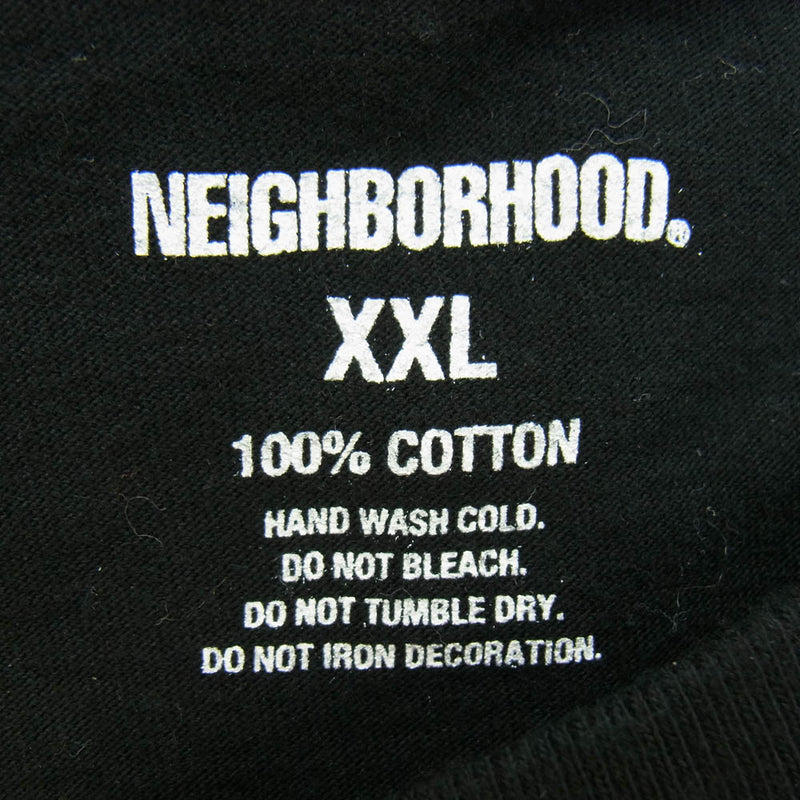 NEIGHBORHOOD®
XXL
100% COTTON
HAND WASH COLD.
DO NOT BLEACH.
DO NOT TUMBLE DRY.
DO NOT IRON DECORATION.